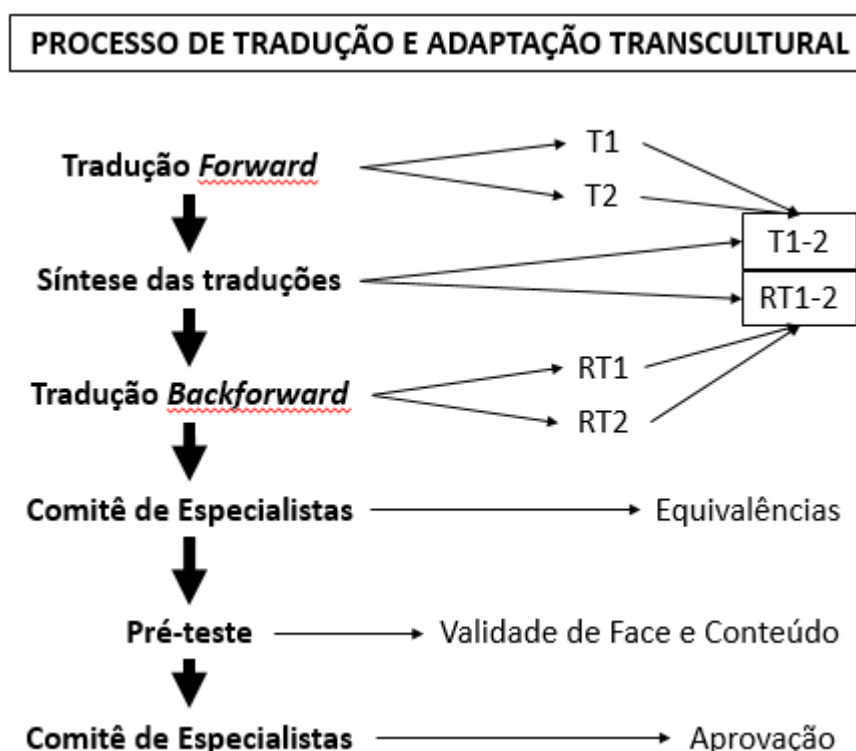 PROCESSO DE TRADUÇÃO E ADAPTAÇÃO TRANSCULTURAL
Tradução Forward
T1
T2
T1-2
Síntese das traduções
RT1-2
Tradução Backforward
RT1
RT2
Comitê de Especialistas
Equivalências
Pré-teste
Validade de Face e Conteúdo
Comitê de Especialistas
Aprovação